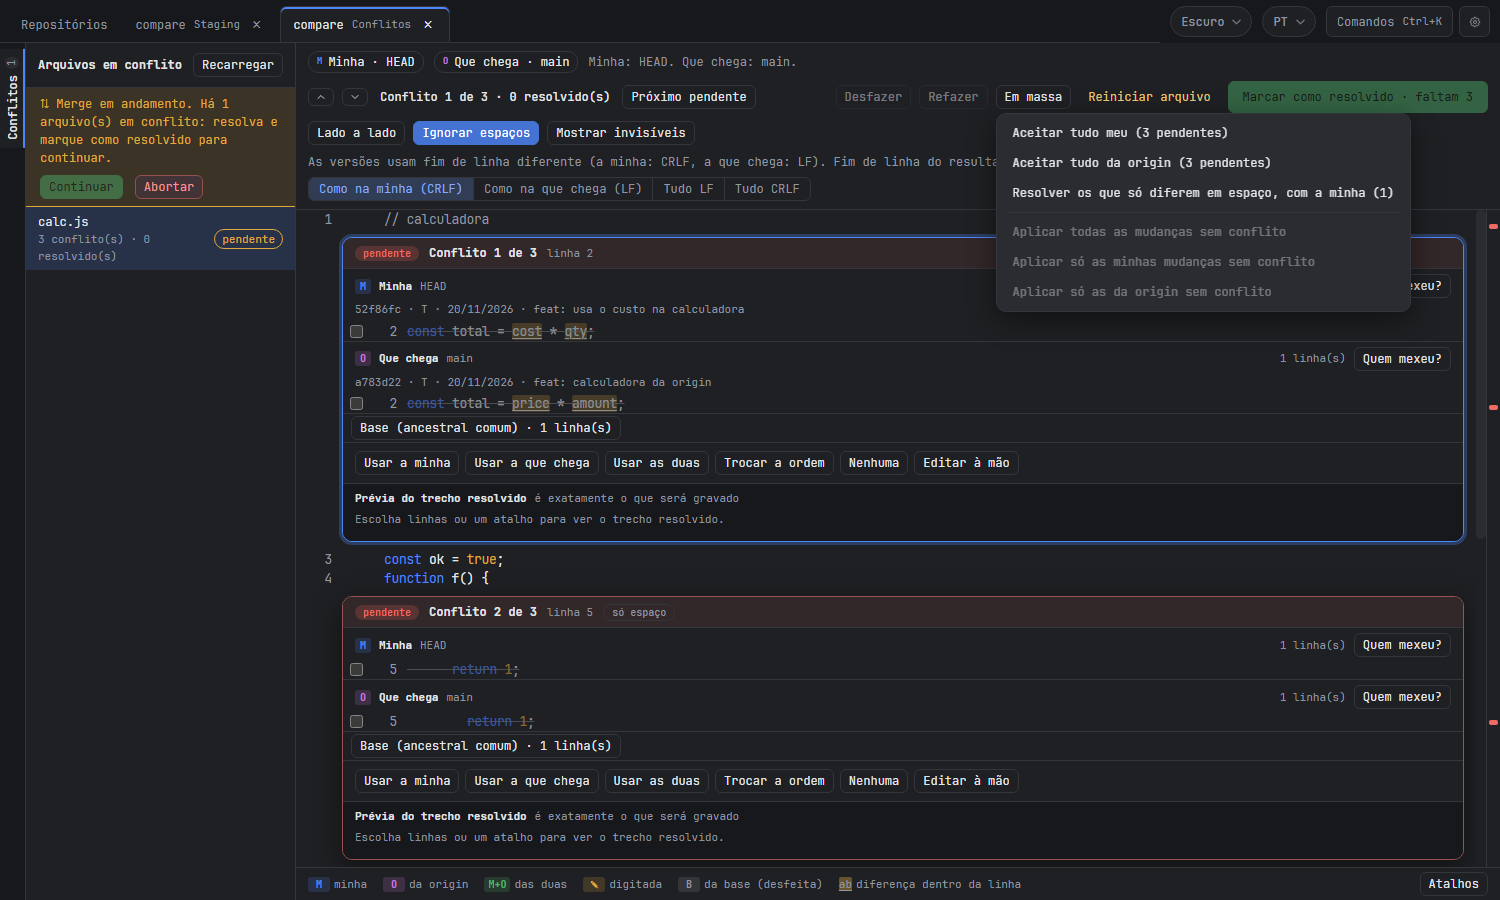 Repositórios
compare Staging ×
compare Conflitos ×
Escuro
PT
Comandos Ctrl+K
Conflitos 1
Arquivos em conflito
Recarregar
⇅ Merge em andamento. Há 1
arquivo(s) em conflito: resolva e
marque como resolvido para
continuar.
Continuar
Abortar
calc.js
3 conflito(s) · 0
resolvido(s)
pendente
M Minha · HEAD
O Que chega · main
Minha: HEAD. Que chega: main.
Conflito 1 de 3 · 0 resolvido(s)
Próximo pendente
Desfazer
Refazer
Em massa
Reiniciar arquivo
Marcar como resolvido · faltam 3
Lado a lado
Ignorar espaços
Mostrar invisíveis
As versões usam fim de linha diferente (a minha: CRLF, a que chega: LF). Fim de linha do resulta
Como na minha (CRLF)
Como na que chega (LF)
Tudo LF
Tudo CRLF
Aceitar tudo meu (3 pendentes)
Aceitar tudo da origin (3 pendentes)
Resolver os que só diferem em espaço, com a minha (1)
Aplicar todas as mudanças sem conflito
Aplicar só as minhas mudanças sem conflito
Aplicar só as da origin sem conflito
1 // calculadora
pendente Conflito 1 de 3 linha 2
M Minha HEAD
exeu?
52f86fc · T · 20/11/2026 · feat: usa o custo na calculadora
2 const total = cost * qty;
O Que chega main
1 linha(s)
Quem mexeu?
a783d22 · T · 20/11/2026 · feat: calculadora da origin
2 const total = price * amount;
Base (ancestral comum) · 1 linha(s)
Usar a minha
Usar a que chega
Usar as duas
Trocar a ordem
Nenhuma
Editar à mão
Prévia do trecho resolvido é exatamente o que será gravado
Escolha linhas ou um atalho para ver o trecho resolvido.
3 const ok = true;
4 function f() {
pendente Conflito 2 de 3 linha 5 só espaço
M Minha HEAD
1 linha(s)
Quem mexeu?
5 return 1;
O Que chega main
1 linha(s)
Quem mexeu?
5 return 1;
Base (ancestral comum) · 1 linha(s)
Usar a minha
Usar a que chega
Usar as duas
Trocar a ordem
Nenhuma
Editar à mão
Prévia do trecho resolvido é exatamente o que será gravado
Escolha linhas ou um atalho para ver o trecho resolvido.
M minha
O da origin
M+O das duas
digitada
B da base (desfeita)
ab diferença dentro da linha
Atalhos